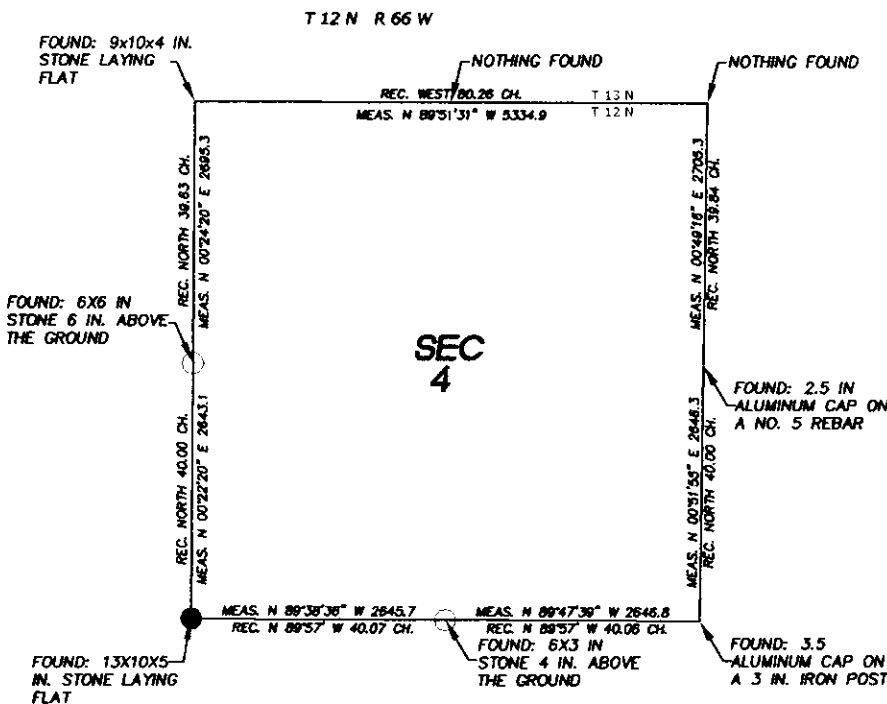 T 12 N R 66 W
FOUND: 9x10x4 IN.
STONE LAYING
FLAT
NOTHING FOUND
NOTHING FOUND
REC. WEST 80.26 CH.
T 13 N
MEAS. N 89°51'31" W 5334.9
T 12 N
REC. NORTH 39.63 CH.
MEAS. N 00°24'20" E 2695.3
MEAS. N 00°49'16" E 2705.3
REC. NORTH 39.84 CH.
FOUND: 6X6 IN
STONE 6 IN. ABOVE
THE GROUND
SEC
4
FOUND: 2.5 IN
ALUMINUM CAP ON
A NO. 5 REBAR
REC. NORTH 40.00 CH.
MEAS. N 00°22'20" E 2643.1
MEAS. N 00°51'55" E 2646.3
REC. NORTH 40.00 CH.
MEAS. N 89°38'36" W 2645.7
REC. N 89°57' W 40.07 CH.
MEAS. N 89°47'39" W 2646.8
REC. N 89°57' W 40.06 CH.
FOUND: 13X10X5
IN. STONE LAYING
FLAT
FOUND: 6X3 IN
STONE 4 IN. ABOVE
THE GROUND
FOUND: 3.5
ALUMINUM CAP ON
A 3 IN. IRON POST